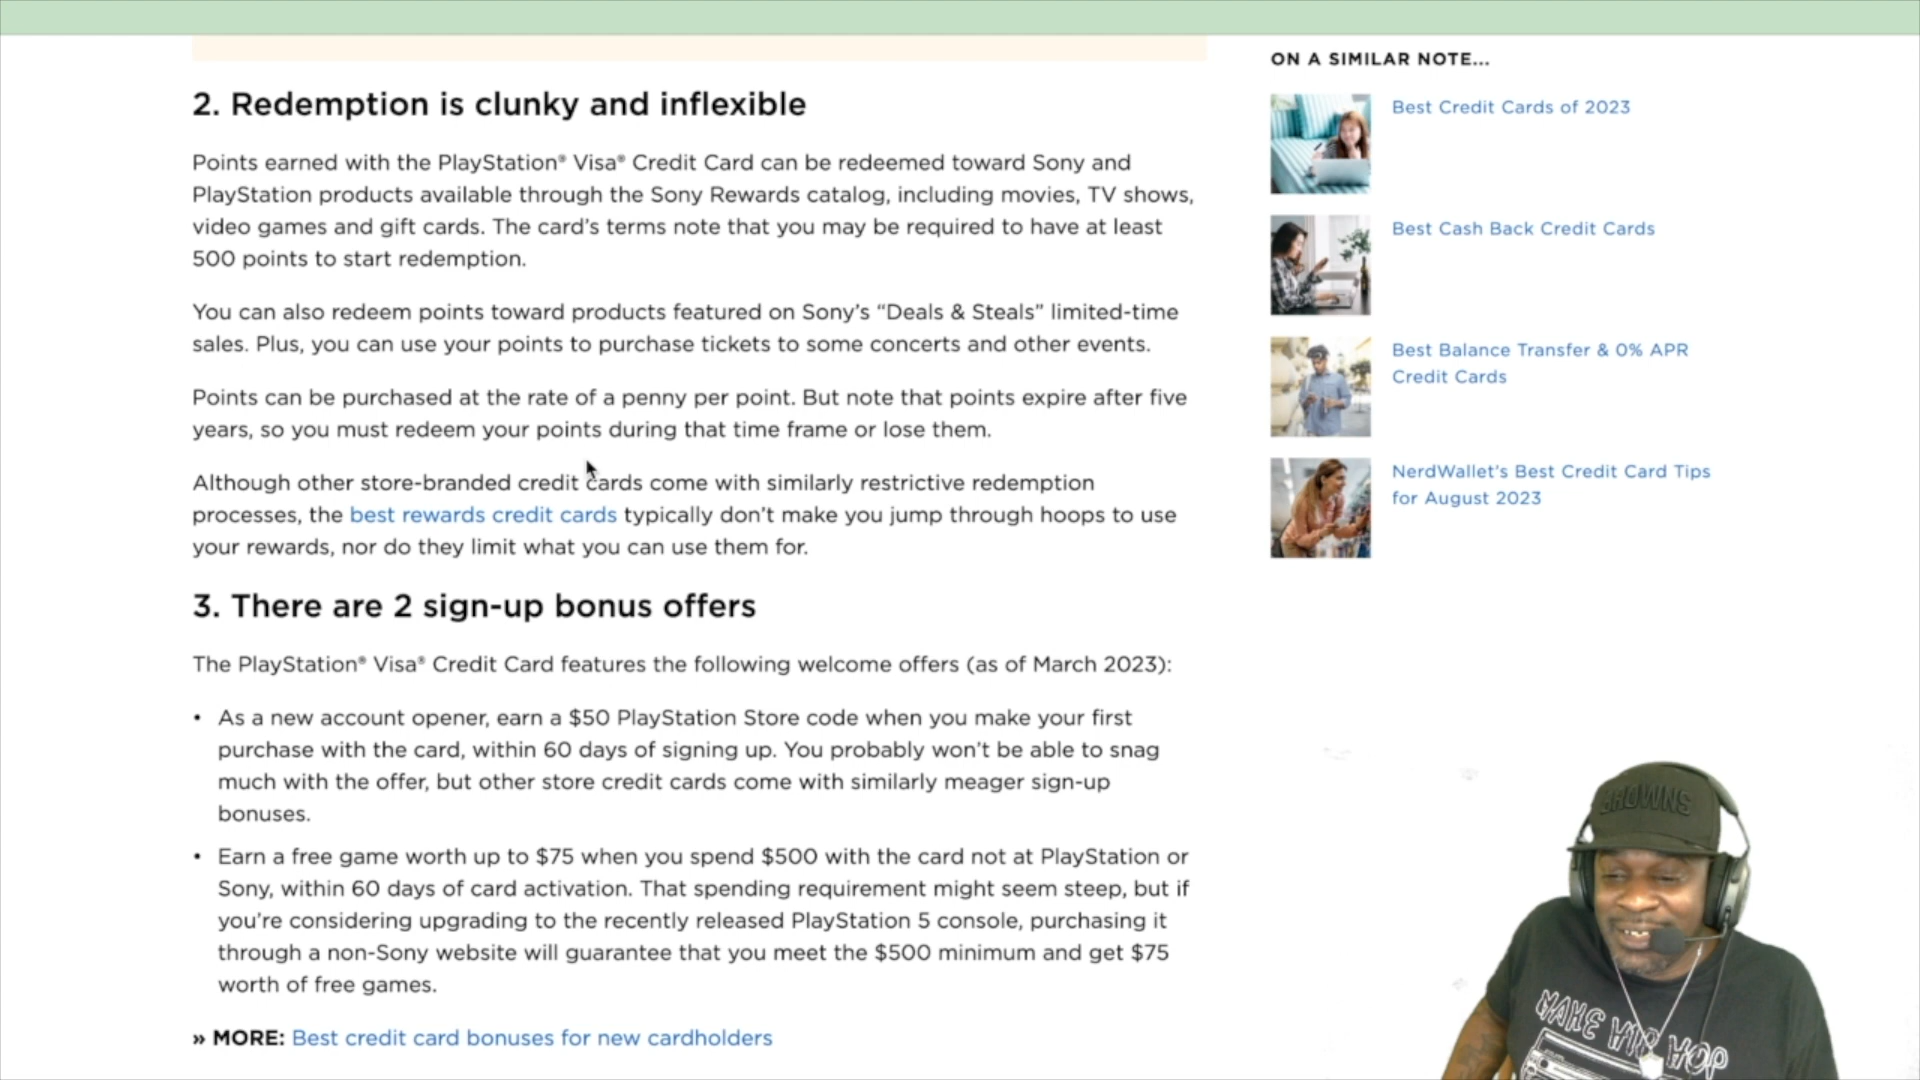 2. Redemption is clunky and inflexible
Points earned with the PlayStation® Visa® Credit Card can be redeemed toward Sony and
PlayStation products available through the Sony Rewards catalog, including movies, TV shows,
video games and gift cards. The card’s terms note that you may be required to have at least
500 points to start redemption.
You can also redeem points toward products featured on Sony’s “Deals & Steals” limited-time
sales. Plus, you can use your points to purchase tickets to some concerts and other events.
Points can be purchased at the rate of a penny per point. But note that points expire after five
years, so you must redeem your points during that time frame or lose them.
Although other store-branded credit cards come with similarly restrictive redemption
processes, the best rewards credit cards typically don’t make you jump through hoops to use
your rewards, nor do they limit what you can use them for.
3. There are 2 sign-up bonus offers
The PlayStation® Visa® Credit Card features the following welcome offers (as of March 2023):
• As a new account opener, earn a $50 PlayStation Store code when you make your first
purchase with the card, within 60 days of signing up. You probably won’t be able to snag
much with the offer, but other store credit cards come with similarly meager sign-up
bonuses.
• Earn a free game worth up to $75 when you spend $500 with the card not at PlayStation or
Sony, within 60 days of card activation. That spending requirement might seem steep, but if
you’re considering upgrading to the recently released PlayStation 5 console, purchasing it
through a non-Sony website will guarantee that you meet the $500 minimum and get $75
worth of free games.
» MORE: Best credit card bonuses for new cardholders
ON A SIMILAR NOTE...
Best Credit Cards of 2023
Best Cash Back Credit Cards
Best Balance Transfer & 0% APR
Credit Cards
NerdWallet’s Best Credit Card Tips
for August 2023
BROWNS
MAKE HIP HOP